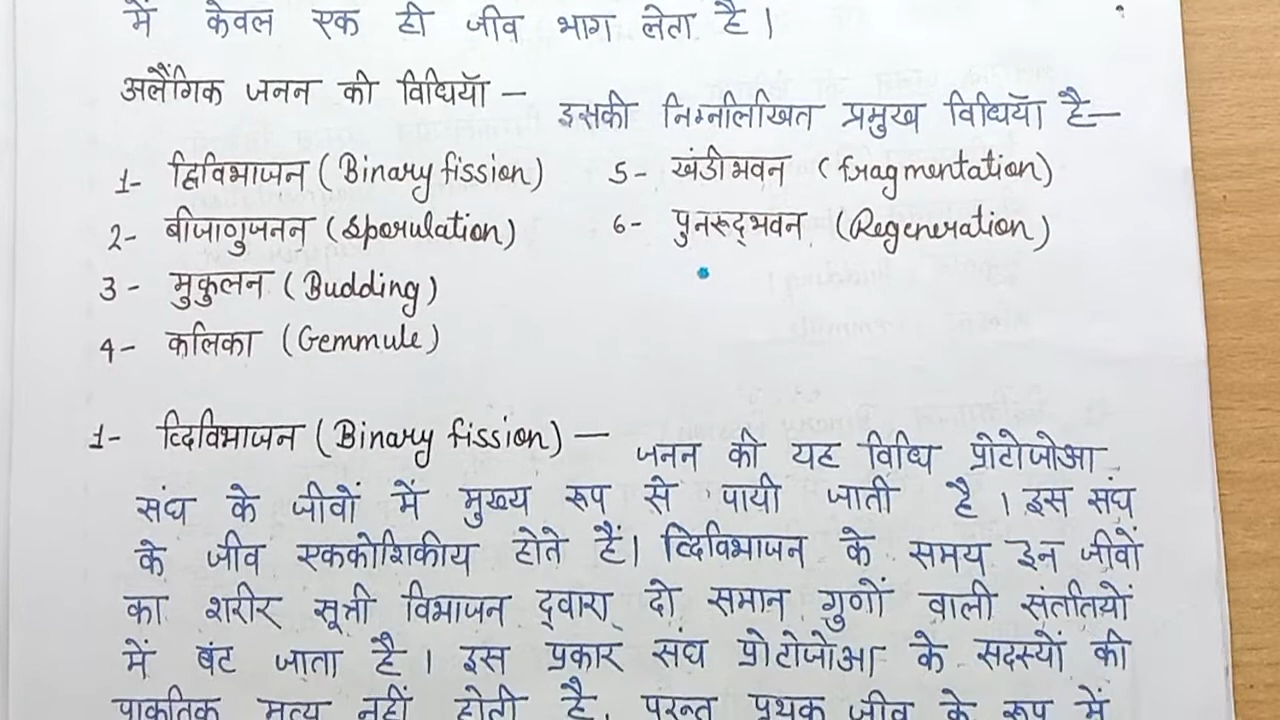 में केवल एक ही जीव भाग लेता है।
अलैंगिक जनन की विधियॉ –
इसकी निम्नलिखित प्रमुख विधियॉ है–
1- द्विविभाजन (Binary fission)
2- बीजाणुजनन (Sporulation)
3- मुकुलन (Budding)
4- कलिका (Gemmule)
5- खंडीभवन (fragmentation)
6- पुनरूद्भवन (Regeneration)
1- द्विविभाजन (Binary fission) –
जनन की यह विधि प्रोटोजोआ
संघ के जीवों में मुख्य रूप से पायी जाती है। इस संघ
के जीव एककोशिकीय होते हैं। द्विविभाजन के समय इन जीवों
का शरीर सूत्री विभाजन द्वारा दो समान गुणों वाली संततियों
में बंट जाता है। इस प्रकार संघ प्रोटोजोआ के सदस्यों की
प्राकृतिक मृत्यु नहीं होती है, परन्तु पृथक जीव के रूप में